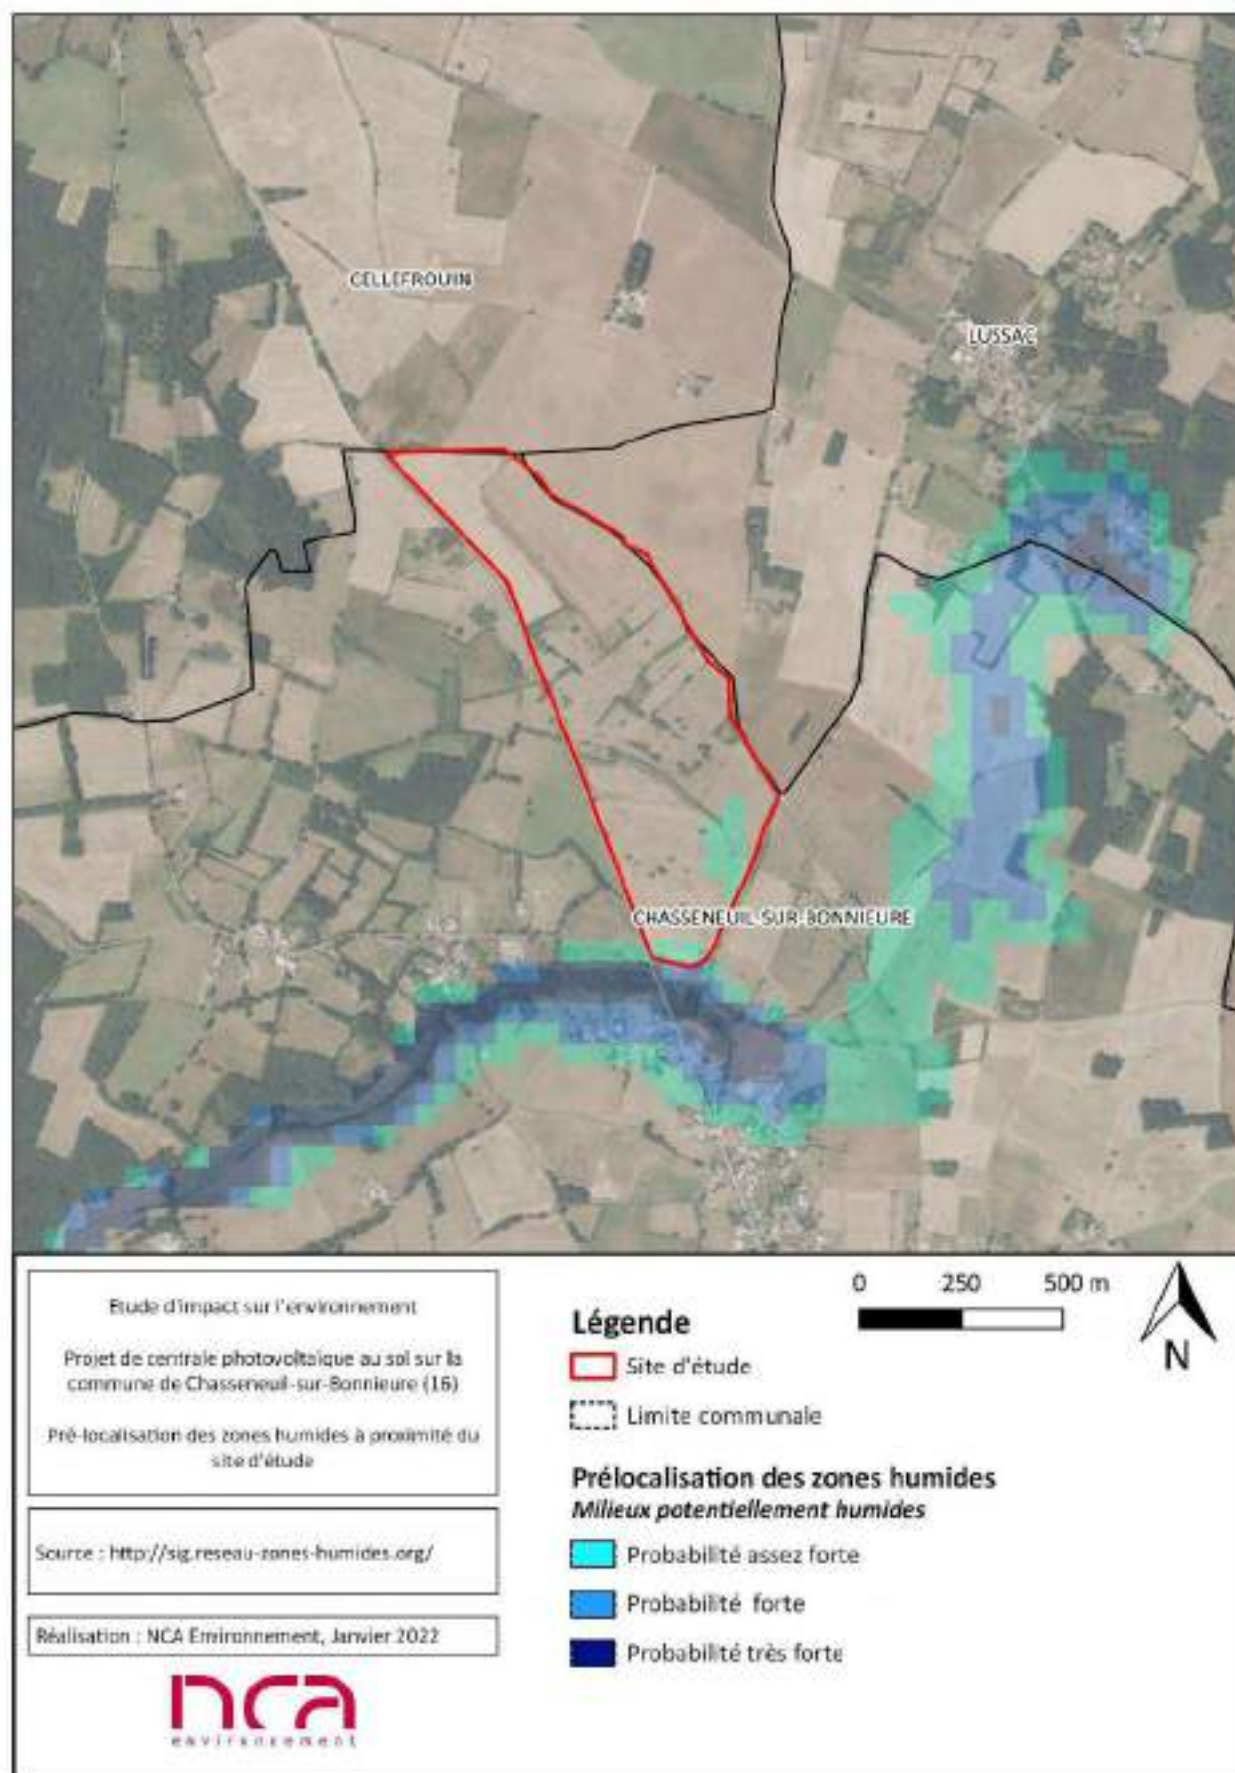 CELLEFROUIN
LUSSAC
CHASSENEUIL-SUR-BONNIEURE
Etude d'impact sur l'environnement
Projet de centrale photovoltaïque au sol sur la
commune de Chasseneuil-sur-Bonnieure (16)
Pré-localisation des zones humides à proximité du
site d'étude
Source : http://sig.reseau-zones-humides.org/
Réalisation : NCA Environnement, Janvier 2022
nca
environnement
0 250 500 m
N
Légende
Site d'étude
Limite communale
Prélocalisation des zones humides
Milieux potentiellement humides
Probabilité assez forte
Probabilité forte
Probabilité très forte